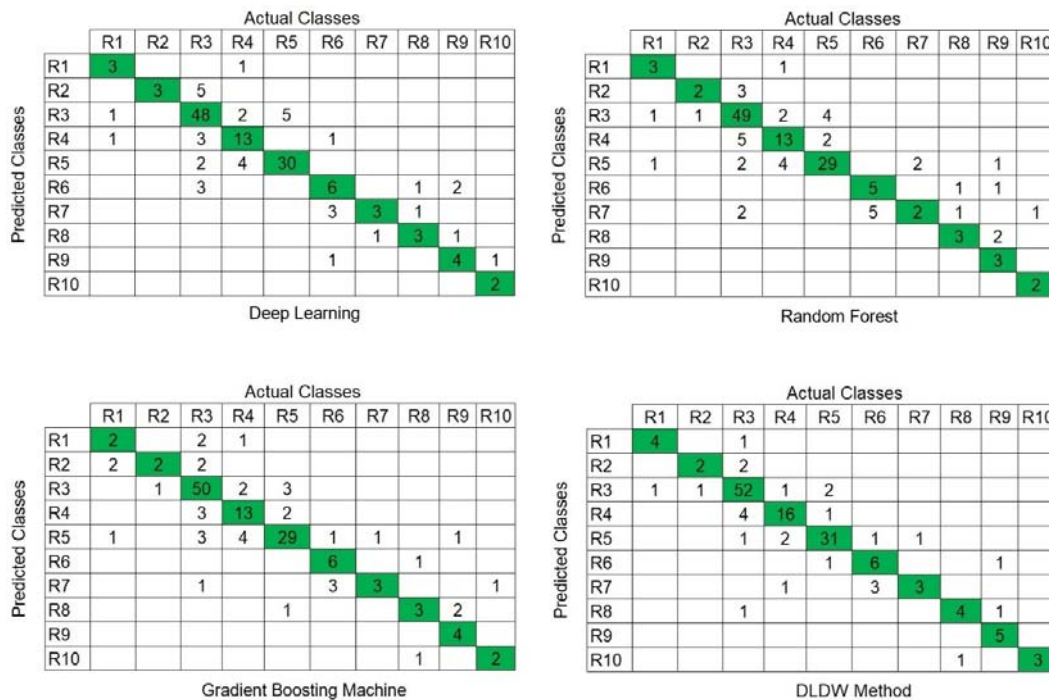 Actual Classes
R1 R2 R3 R4 R5 R6 R7 R8 R9 R10
R1 3 1
R2 3 5
R3 1 48 2 5
R4 1 3 13 1
R5 2 4 30
R6 3 6 1 2
R7 3 3 1
R8 1 3 1
R9 1 4 1
R10 2
Predicted Classes
Deep Learning
Actual Classes
R1 R2 R3 R4 R5 R6 R7 R8 R9 R10
R1 3 1
R2 2 3
R3 1 1 49 2 4
R4 5 13 2
R5 1 2 4 29 2 1
R6 5 1 1
R7 2 5 2 1 1
R8 3 2
R9 3
R10 2
Predicted Classes
Random Forest
Actual Classes
R1 R2 R3 R4 R5 R6 R7 R8 R9 R10
R1 2 2 1
R2 2 2 2
R3 1 50 2 3
R4 3 13 2
R5 1 3 4 29 1 1 1
R6 6 1
R7 1 3 3 1
R8 1 3 2
R9 4
R10 1 2
Predicted Classes
Gradient Boosting Machine
Actual Classes
R1 R2 R3 R4 R5 R6 R7 R8 R9 R10
R1 4 1
R2 2 2
R3 1 1 52 1 2
R4 4 16 1
R5 1 2 31 1 1
R6 1 6 1
R7 1 3 3
R8 1 4 1
R9 5
R10 1 3
Predicted Classes
DLDW Method